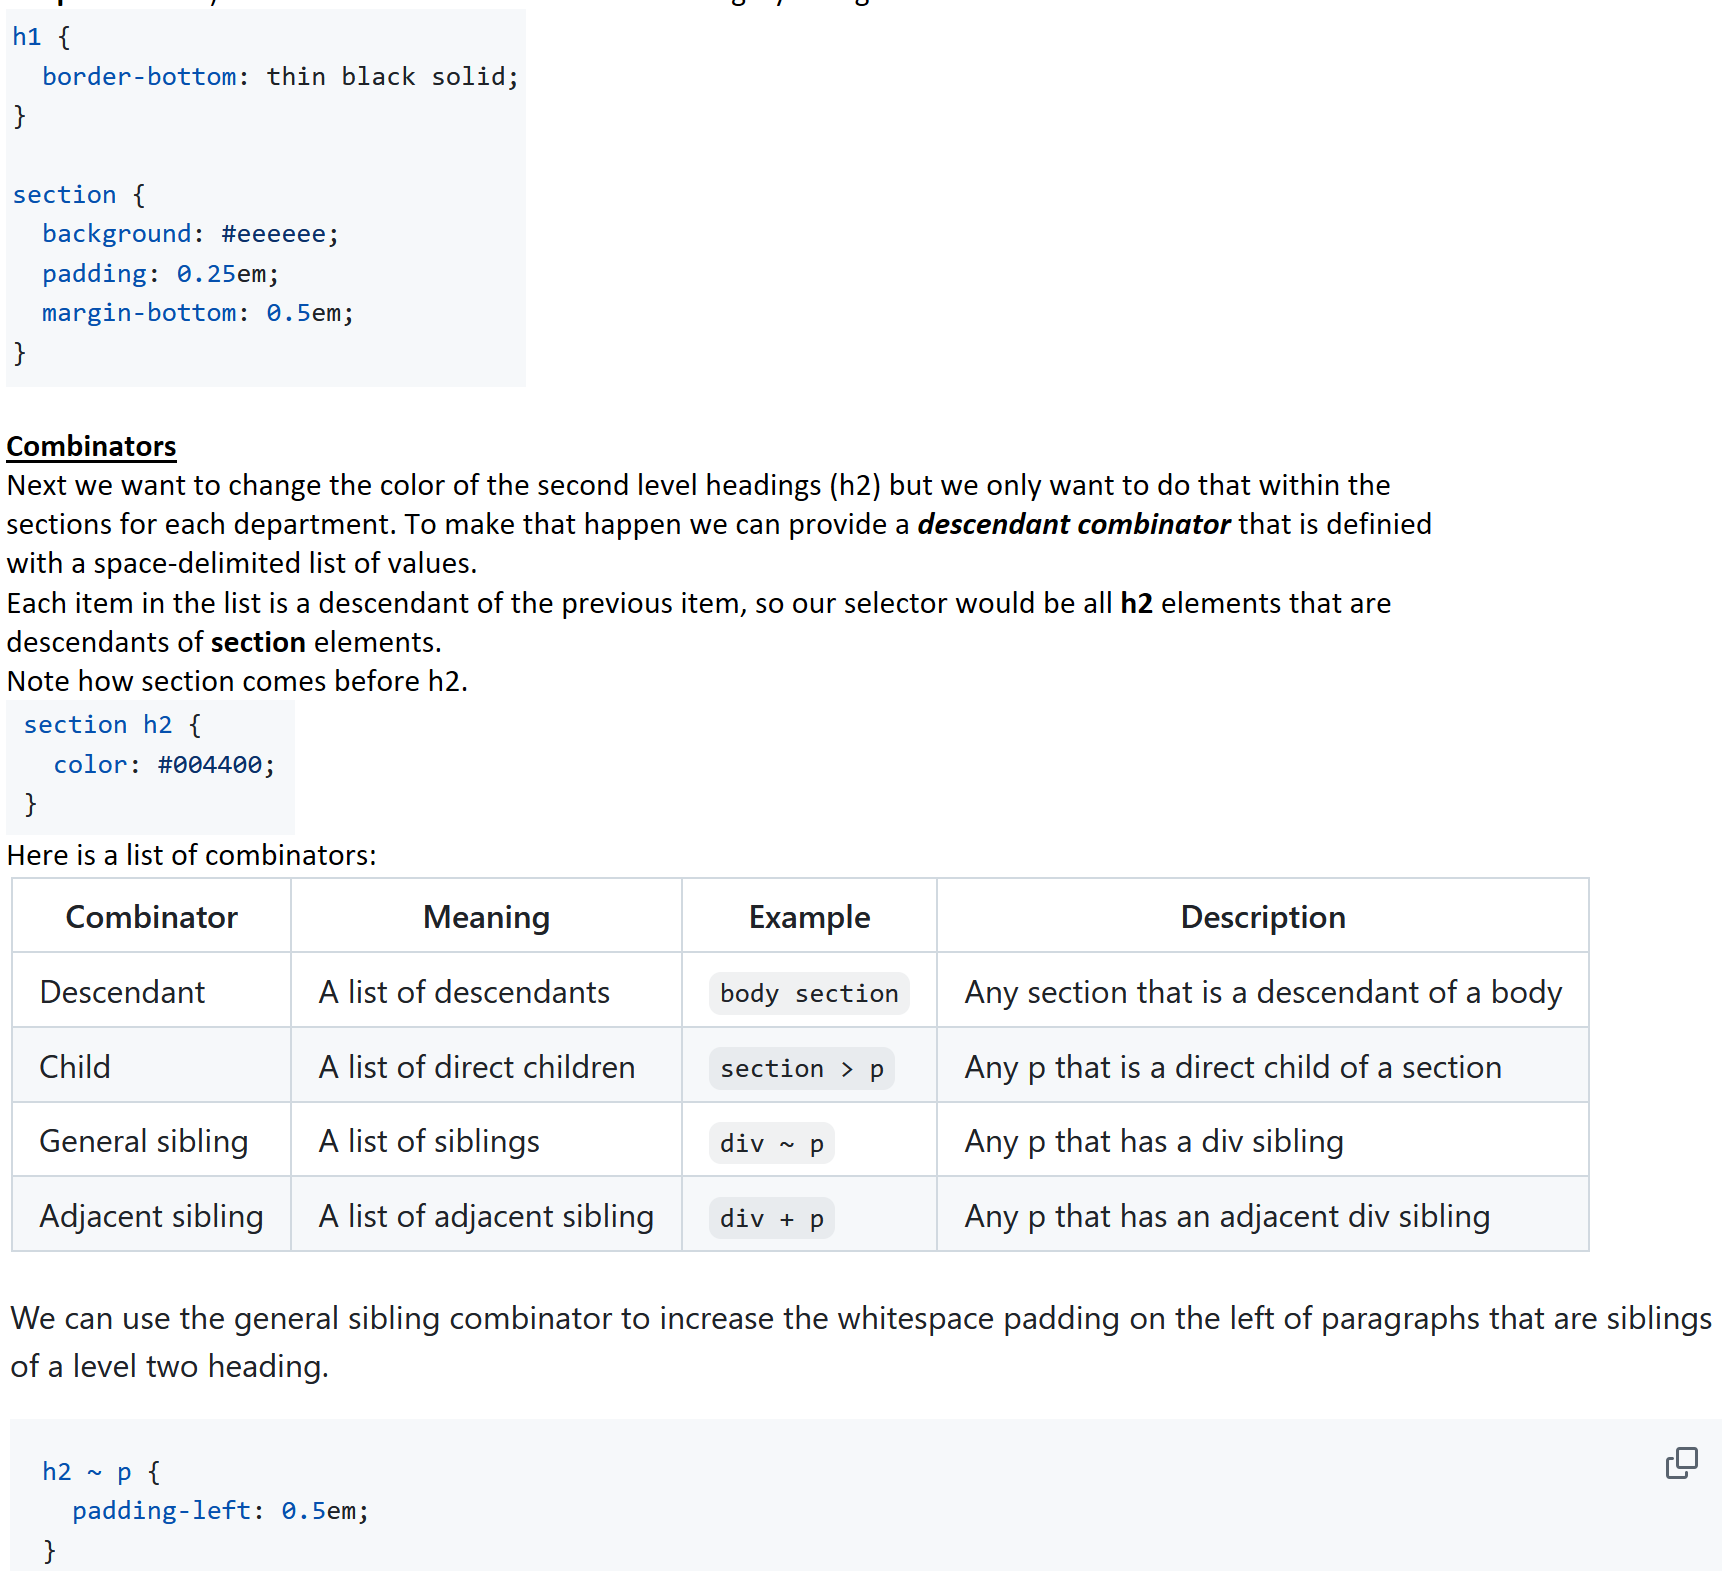 h1 {
border-bottom: thin black solid;
}
section {
background: #eeeeee;
padding: 0.25em;
margin-bottom: 0.5em;
}
Combinators
Next we want to change the color of the second level headings (h2) but we only want to do that within the
sections for each department. To make that happen we can provide a descendant combinator that is definied
with a space-delimited list of values.
Each item in the list is a descendant of the previous item, so our selector would be all h2 elements that are
descendants of section elements.
Note how section comes before h2.
section h2 {
color: #004400;
}
Here is a list of combinators:
Combinator Meaning Example Description
Descendant A list of descendants body section Any section that is a descendant of a body
Child A list of direct children section > p Any p that is a direct child of a section
General sibling A list of siblings div ~ p Any p that has a div sibling
Adjacent sibling A list of adjacent sibling div + p Any p that has an adjacent div sibling
We can use the general sibling combinator to increase the whitespace padding on the left of paragraphs that are siblings
of a level two heading.
h2 ~ p {
padding-left: 0.5em;
}